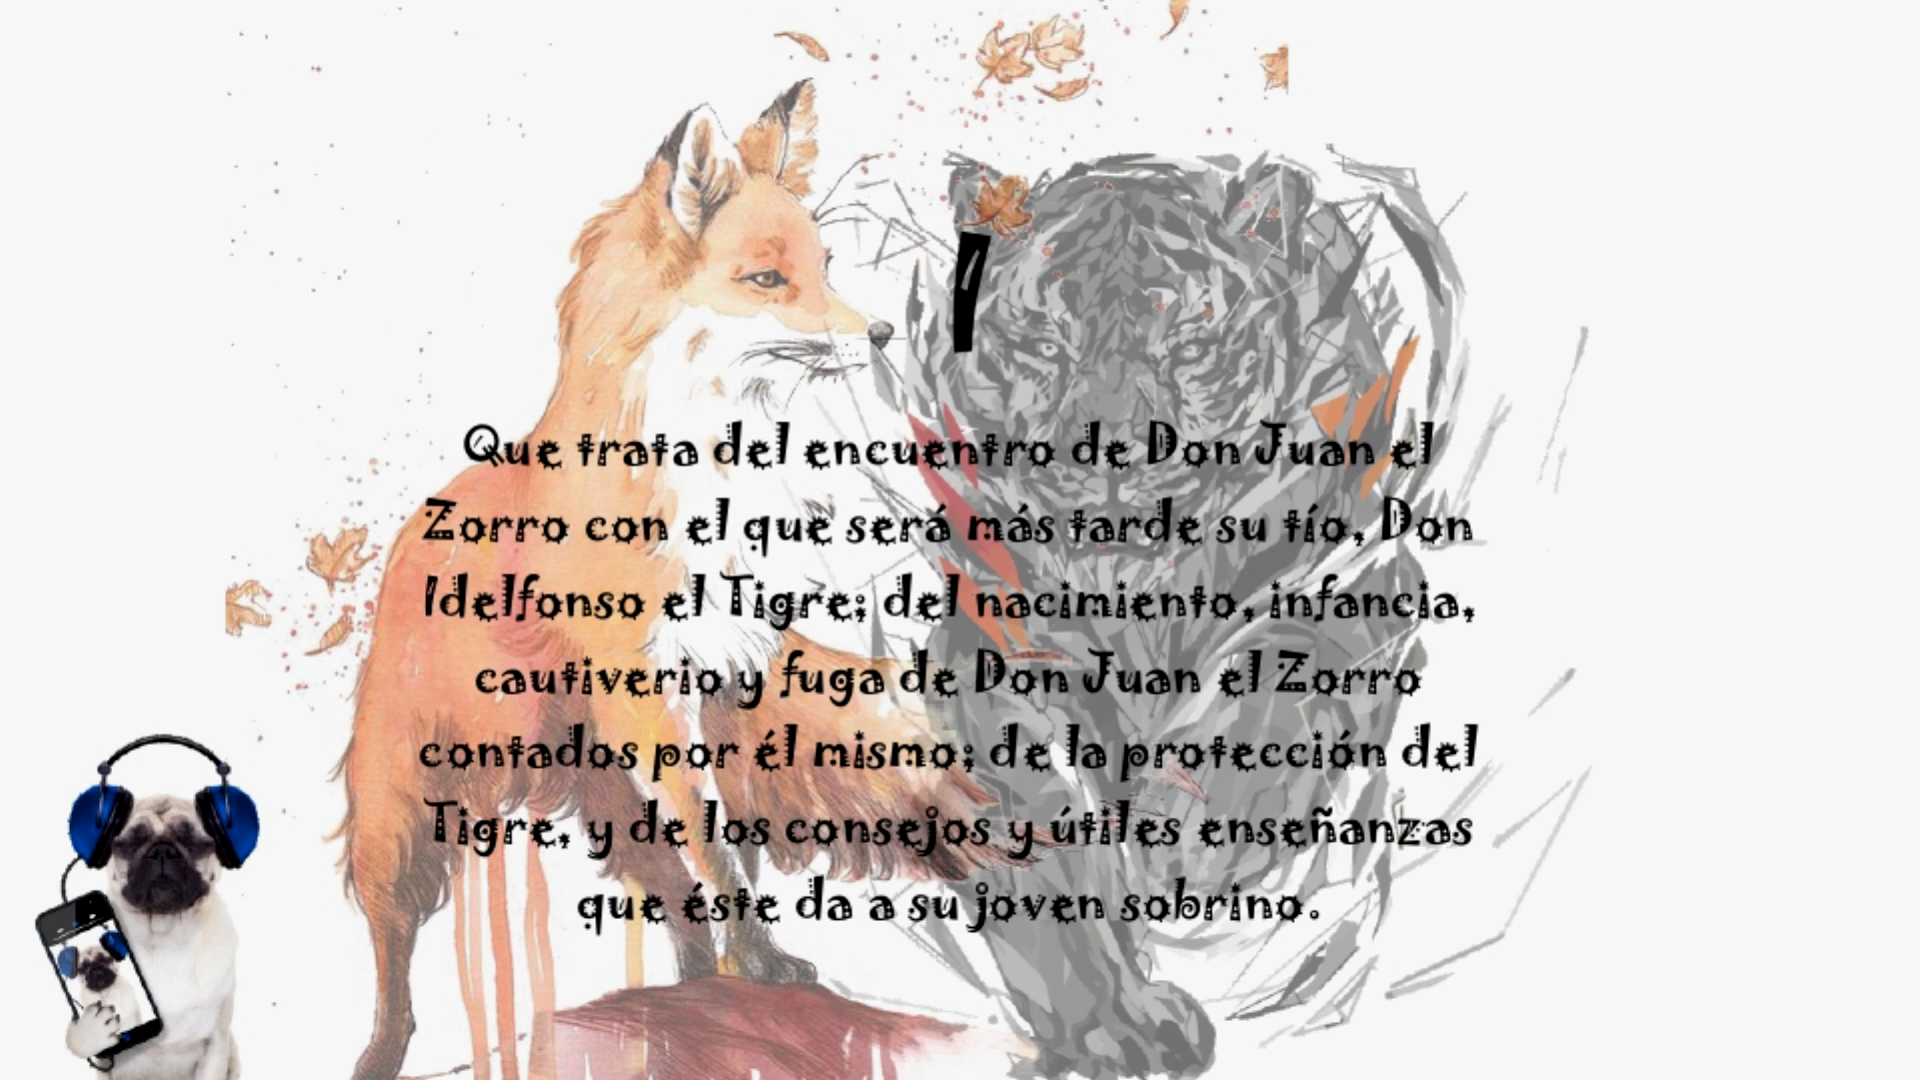 I
Que trata del encuentro de Don Juan el
Zorro con el que será más tarde su tío, Don
Idelfonso el Tigre; del nacimiento, infancia,
cautiverio y fuga de Don Juan el Zorro
contados por él mismo; de la protección del
Tigre, y de los consejos y útiles enseñanzas
que éste da a su joven sobrino.